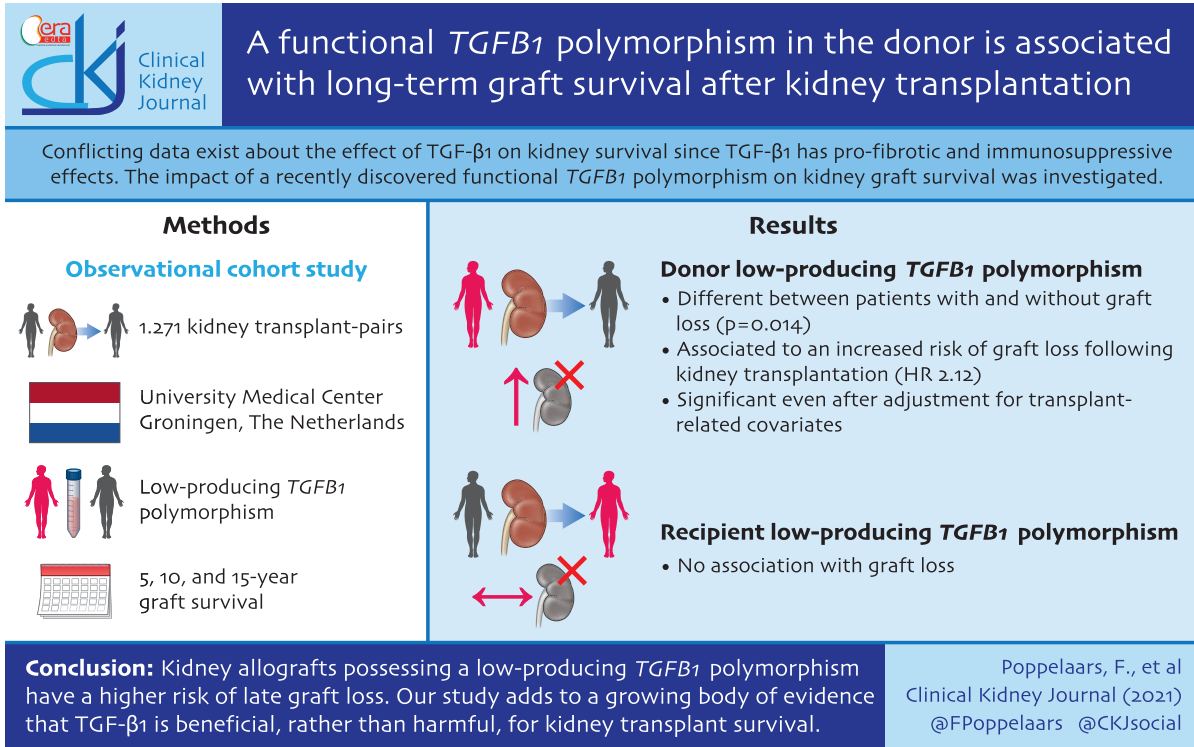 era
edta
ckj
Clinical
Kidney
Journal
A functional TGFB1 polymorphism in the donor is associated
with long-term graft survival after kidney transplantation
Conflicting data exist about the effect of TGF-β1 on kidney survival since TGF-β1 has pro-fibrotic and immunosuppressive
effects. The impact of a recently discovered functional TGFB1 polymorphism on kidney graft survival was investigated.
Methods
Observational cohort study
1.271 kidney transplant-pairs
University Medical Center
Groningen, The Netherlands
Low-producing TGFB1
polymorphism
5, 10, and 15-year
graft survival
Results
Donor low-producing TGFB1 polymorphism
• Different between patients with and without graft
loss (p=0.014)
• Associated to an increased risk of graft loss following
kidney transplantation (HR 2.12)
• Significant even after adjustment for transplant-
related covariates
Recipient low-producing TGFB1 polymorphism
• No association with graft loss
Conclusion: Kidney allografts possessing a low-producing TGFB1 polymorphism
have a higher risk of late graft loss. Our study adds to a growing body of evidence
that TGF-β1 is beneficial, rather than harmful, for kidney transplant survival.
Poppelaars, F., et al
Clinical Kidney Journal (2021)
@FPoppelaars @CKJsocial